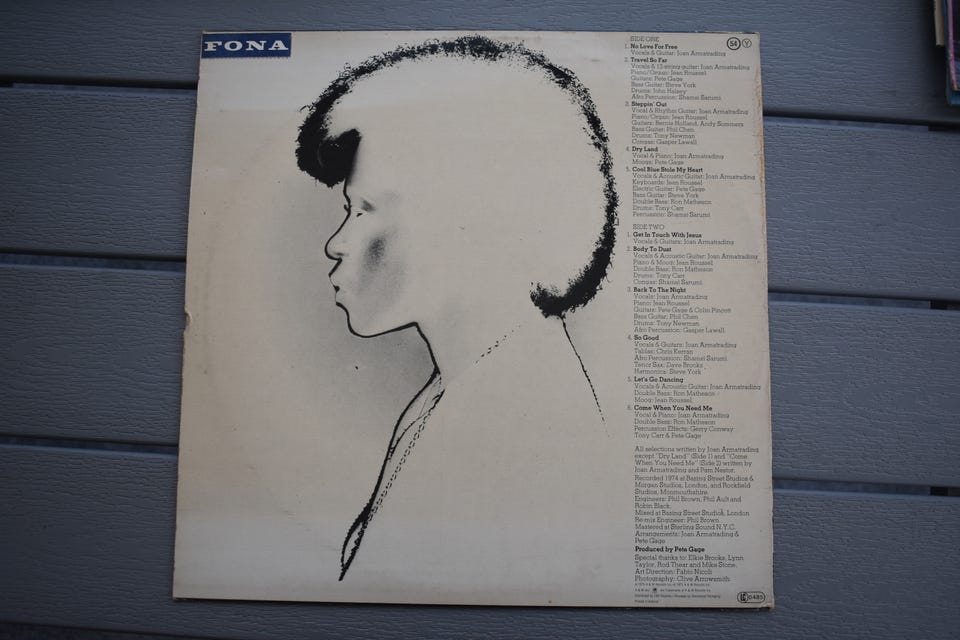 FONA
54 Y
SIDE ONE
1. No Love For Free
Vocals & Guitar: Joan Armatrading
2. Travel So Far
Vocals & 12-string guitar: Joan Armatrading
Piano/Organ: Jean Roussel
Guitars: Pete Gage
Bass Guitar: Steve York
Drums: John Halsey
Afro Percussion: Shamsi Sarumi
3. Steppin' Out
Vocal & Rhythm Guitar: Joan Armatrading
Piano/Organ: Jean Roussel
Guitars: Bernie Holland, Andy Summers
Bass Guitar: Phil Chen
Drums: Tony Newman
Congas: Gasper Lawall
4. Dry Land
Vocal & Piano: Joan Armatrading
Moogs: Pete Gage
5. Cool Blue Stole My Heart
Vocals & Acoustic Guitar: Joan Armatrading
Keyboards: Jean Roussel
Electric Guitar: Pete Gage
Bass Guitar: Steve York
Double Bass: Ron Matheson
Drums: Tony Carr
Percussion: Shamsi Sarumi
SIDE TWO
1. Get In Touch With Jesus
Vocals & Guitars: Joan Armatrading
2. Body To Dust
Vocals & Acoustic Guitar: Joan Armatrading
Piano & Moog: Jean Roussel
Double Bass: Ron Matheson
Drums: Tony Carr
Congas: Shamsi Sarumi
3. Back To The Night
Vocals: Joan Armatrading
Piano: Jean Roussel
Guitars: Pete Gage & Colin Pincott
Bass Guitar: Phil Chen
Drums: Tony Newman
Afro Percussion: Gasper Lawall
4. So Good
Vocals & Guitars: Joan Armatrading
Tablas: Chris Karran
Afro Percussion: Shamsi Sarumi
Tenor Sax: Dave Brooks
Harmonica: Steve York
5. Let's Go Dancing
Vocals & Acoustic Guitar: Joan Armatrading
Double Bass: Ron Matheson
Moog: Jean Roussel
6. Come When You Need Me
Vocal & Piano: Joan Armatrading
Double Bass: Ron Matheson
Percussion Effects: Gerry Conway
Tony Carr & Pete Gage
All selections written by Joan Armatrading
except "Dry Land" (Side 1) and "Come
When You Need Me" (Side 2) written by
Joan Armatrading and Pam Nestor.
Recorded 1974 at Basing Street Studios &
Morgan Studios, London, and Rockfield
Studios, Monmouthshire.
Engineers: Phil Brown, Phil Ault and
Robin Black.
Mixed at Basing Street Studios, London
Re-mix Engineer: Phil Brown
Mastered at Sterling Sound N.Y.C.
Arrangements: Joan Armatrading &
Pete Gage
Produced by Pete Gage
Special thanks to: Elkie Brooks, Lynn
Taylor, Rod Thear and Mike Stone.
Art Direction: Fabio Nicoli
Photography: Clive Arrowsmith
LC 0485